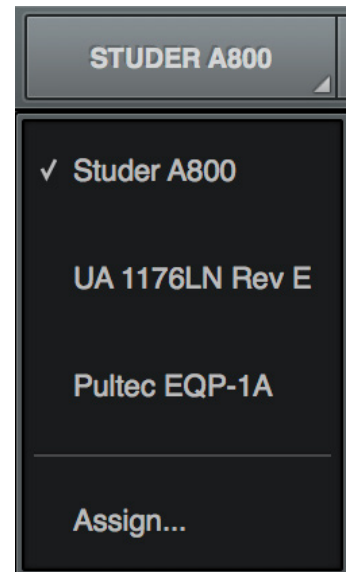 STUDER A800
✓ Studer A800
UA 1176LN Rev E
Pultec EQP-1A
Assign...